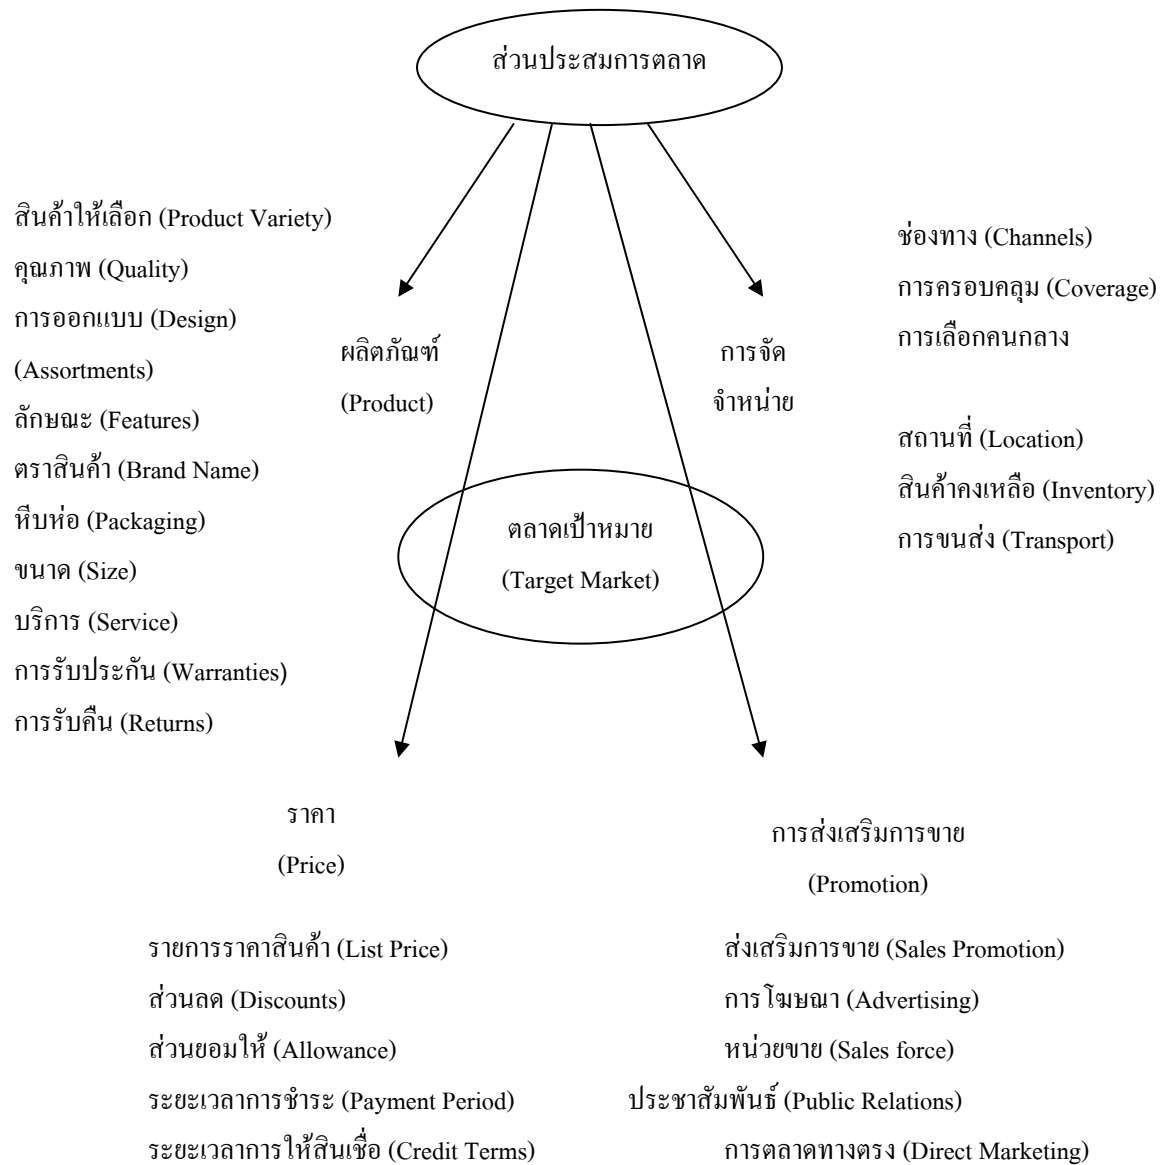 ส่วนประสมการตลาด
สินค้าให้เลือก (Product Variety)
คุณภาพ (Quality)
การออกแบบ (Design)
(Assortments)
ลักษณะ (Features)
ตราสินค้า (Brand Name)
หีบห่อ (Packaging)
ขนาด (Size)
บริการ (Service)
การรับประกัน (Warranties)
การรับคืน (Returns)
ผลิตภัณฑ์
(Product)
การจัด
จำหน่าย
ช่องทาง (Channels)
การครอบคลุม (Coverage)
การเลือกคนกลาง
สถานที่ (Location)
สินค้าคงเหลือ (Inventory)
การขนส่ง (Transport)
ตลาดเป้าหมาย
(Target Market)
ราคา
(Price)
รายการราคาสินค้า (List Price)
ส่วนลด (Discounts)
ส่วนยอมให้ (Allowance)
ระยะเวลาการชำระ (Payment Period)
ระยะเวลาการให้สินเชื่อ (Credit Terms)
การส่งเสริมการขาย
(Promotion)
ส่งเสริมการขาย (Sales Promotion)
การโฆษณา (Advertising)
หน่วยขาย (Sales force)
ประชาสัมพันธ์ (Public Relations)
การตลาดทางตรง (Direct Marketing)